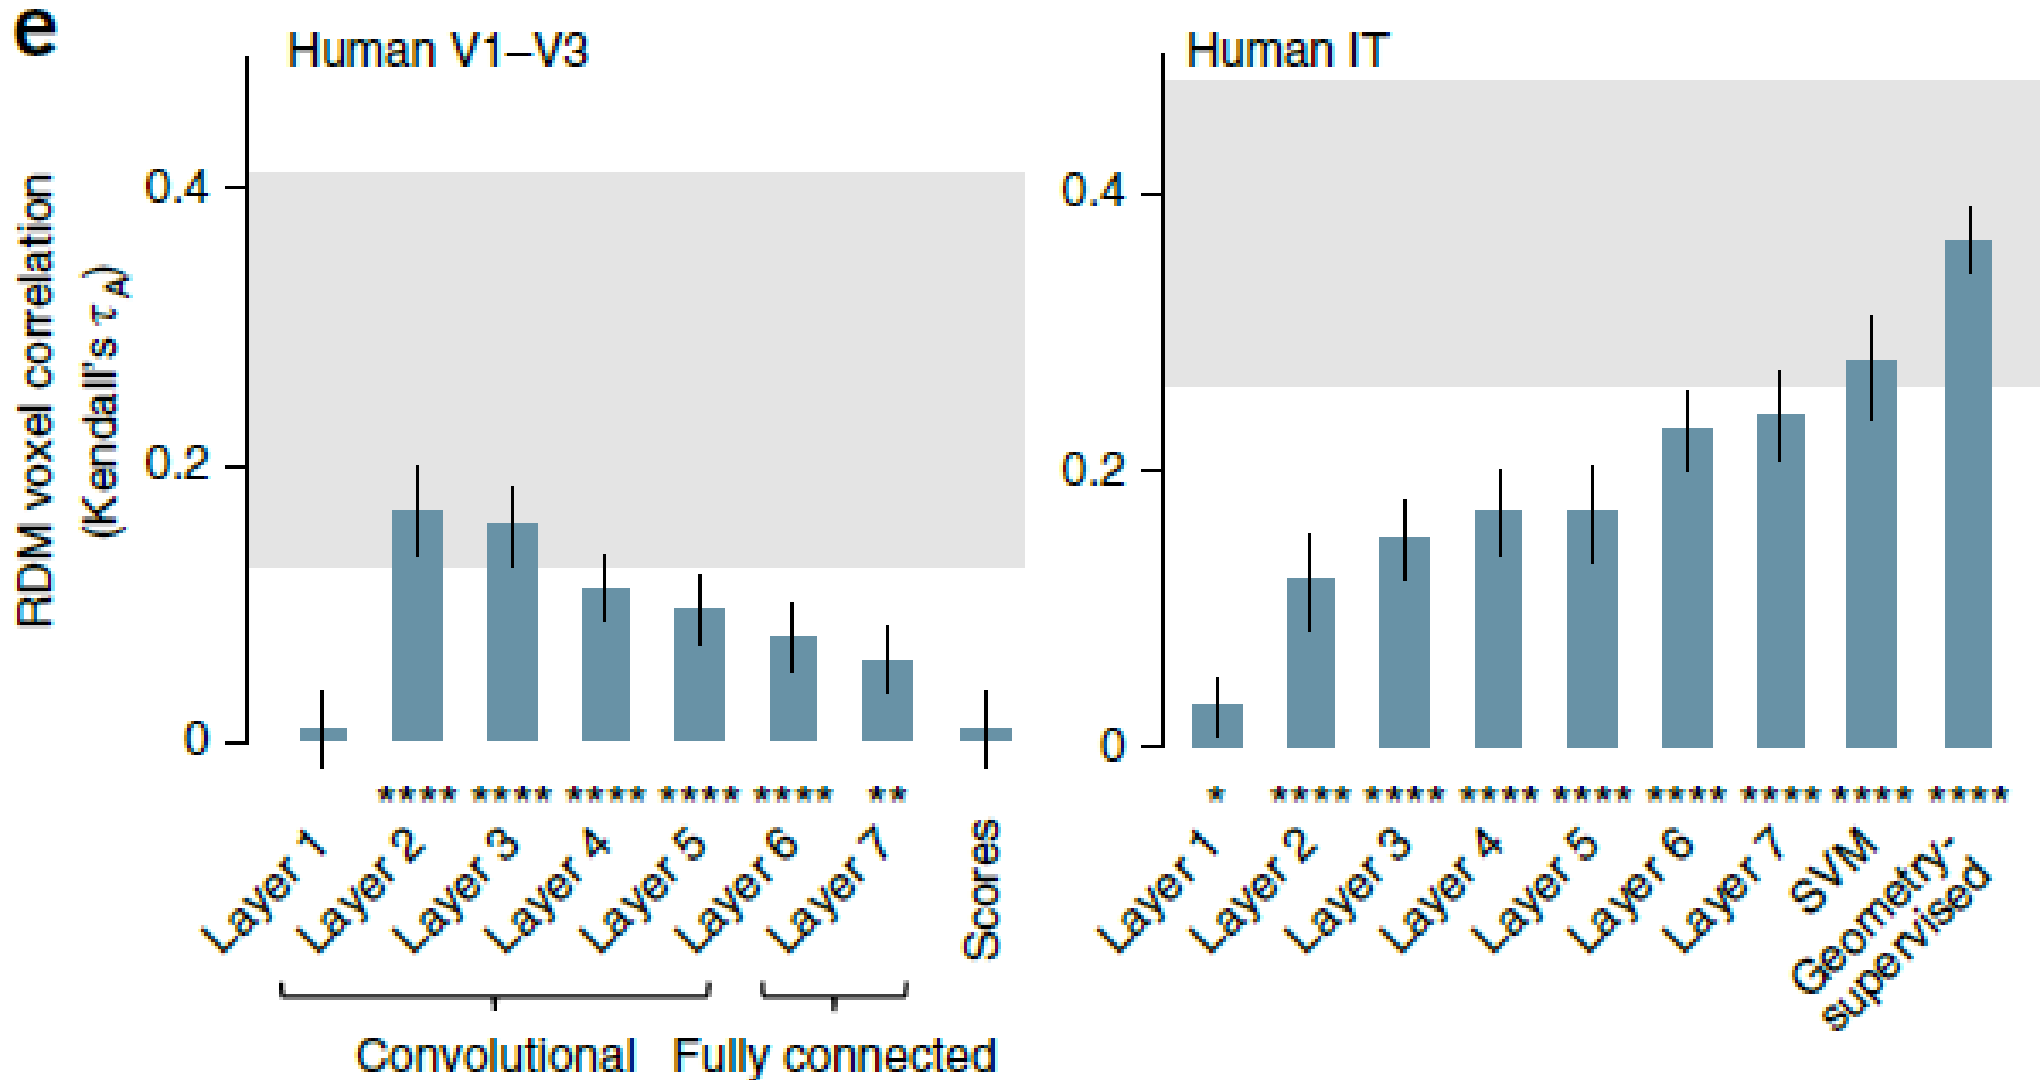 e
Human V1–V3
RDM voxel correlation
(Kendall's τ A)
0.4
0.2
0
**** **** **** **** **** **
Layer 1
Layer 2
Layer 3
Layer 4
Layer 5
Layer 6
Layer 7
Scores
Convolutional
Fully connected
Human IT
0.4
0.2
0
* **** **** **** **** **** **** **** ****
Layer 1
Layer 2
Layer 3
Layer 4
Layer 5
Layer 6
Layer 7
SVM
Geometry-
supervised